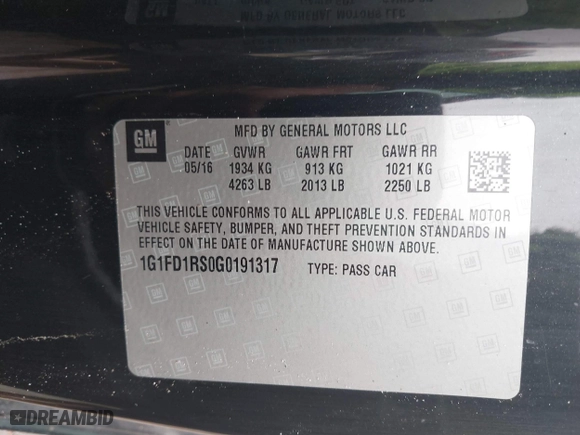 GM
MFD BY GENERAL MOTORS LLC
DATE GVWR GAWR FRT GAWR RR
05/16 1934 KG 913 KG 1021 KG
4263 LB 2013 LB 2250 LB
THIS VEHICLE CONFORMS TO ALL APPLICABLE U.S. FEDERAL MOTOR
VEHICLE SAFETY, BUMPER, AND THEFT PREVENTION STANDARDS IN
EFFECT ON THE DATE OF MANUFACTURE SHOWN ABOVE.
1G1FD1RS0G0191317 TYPE: PASS CAR
DREAMBID